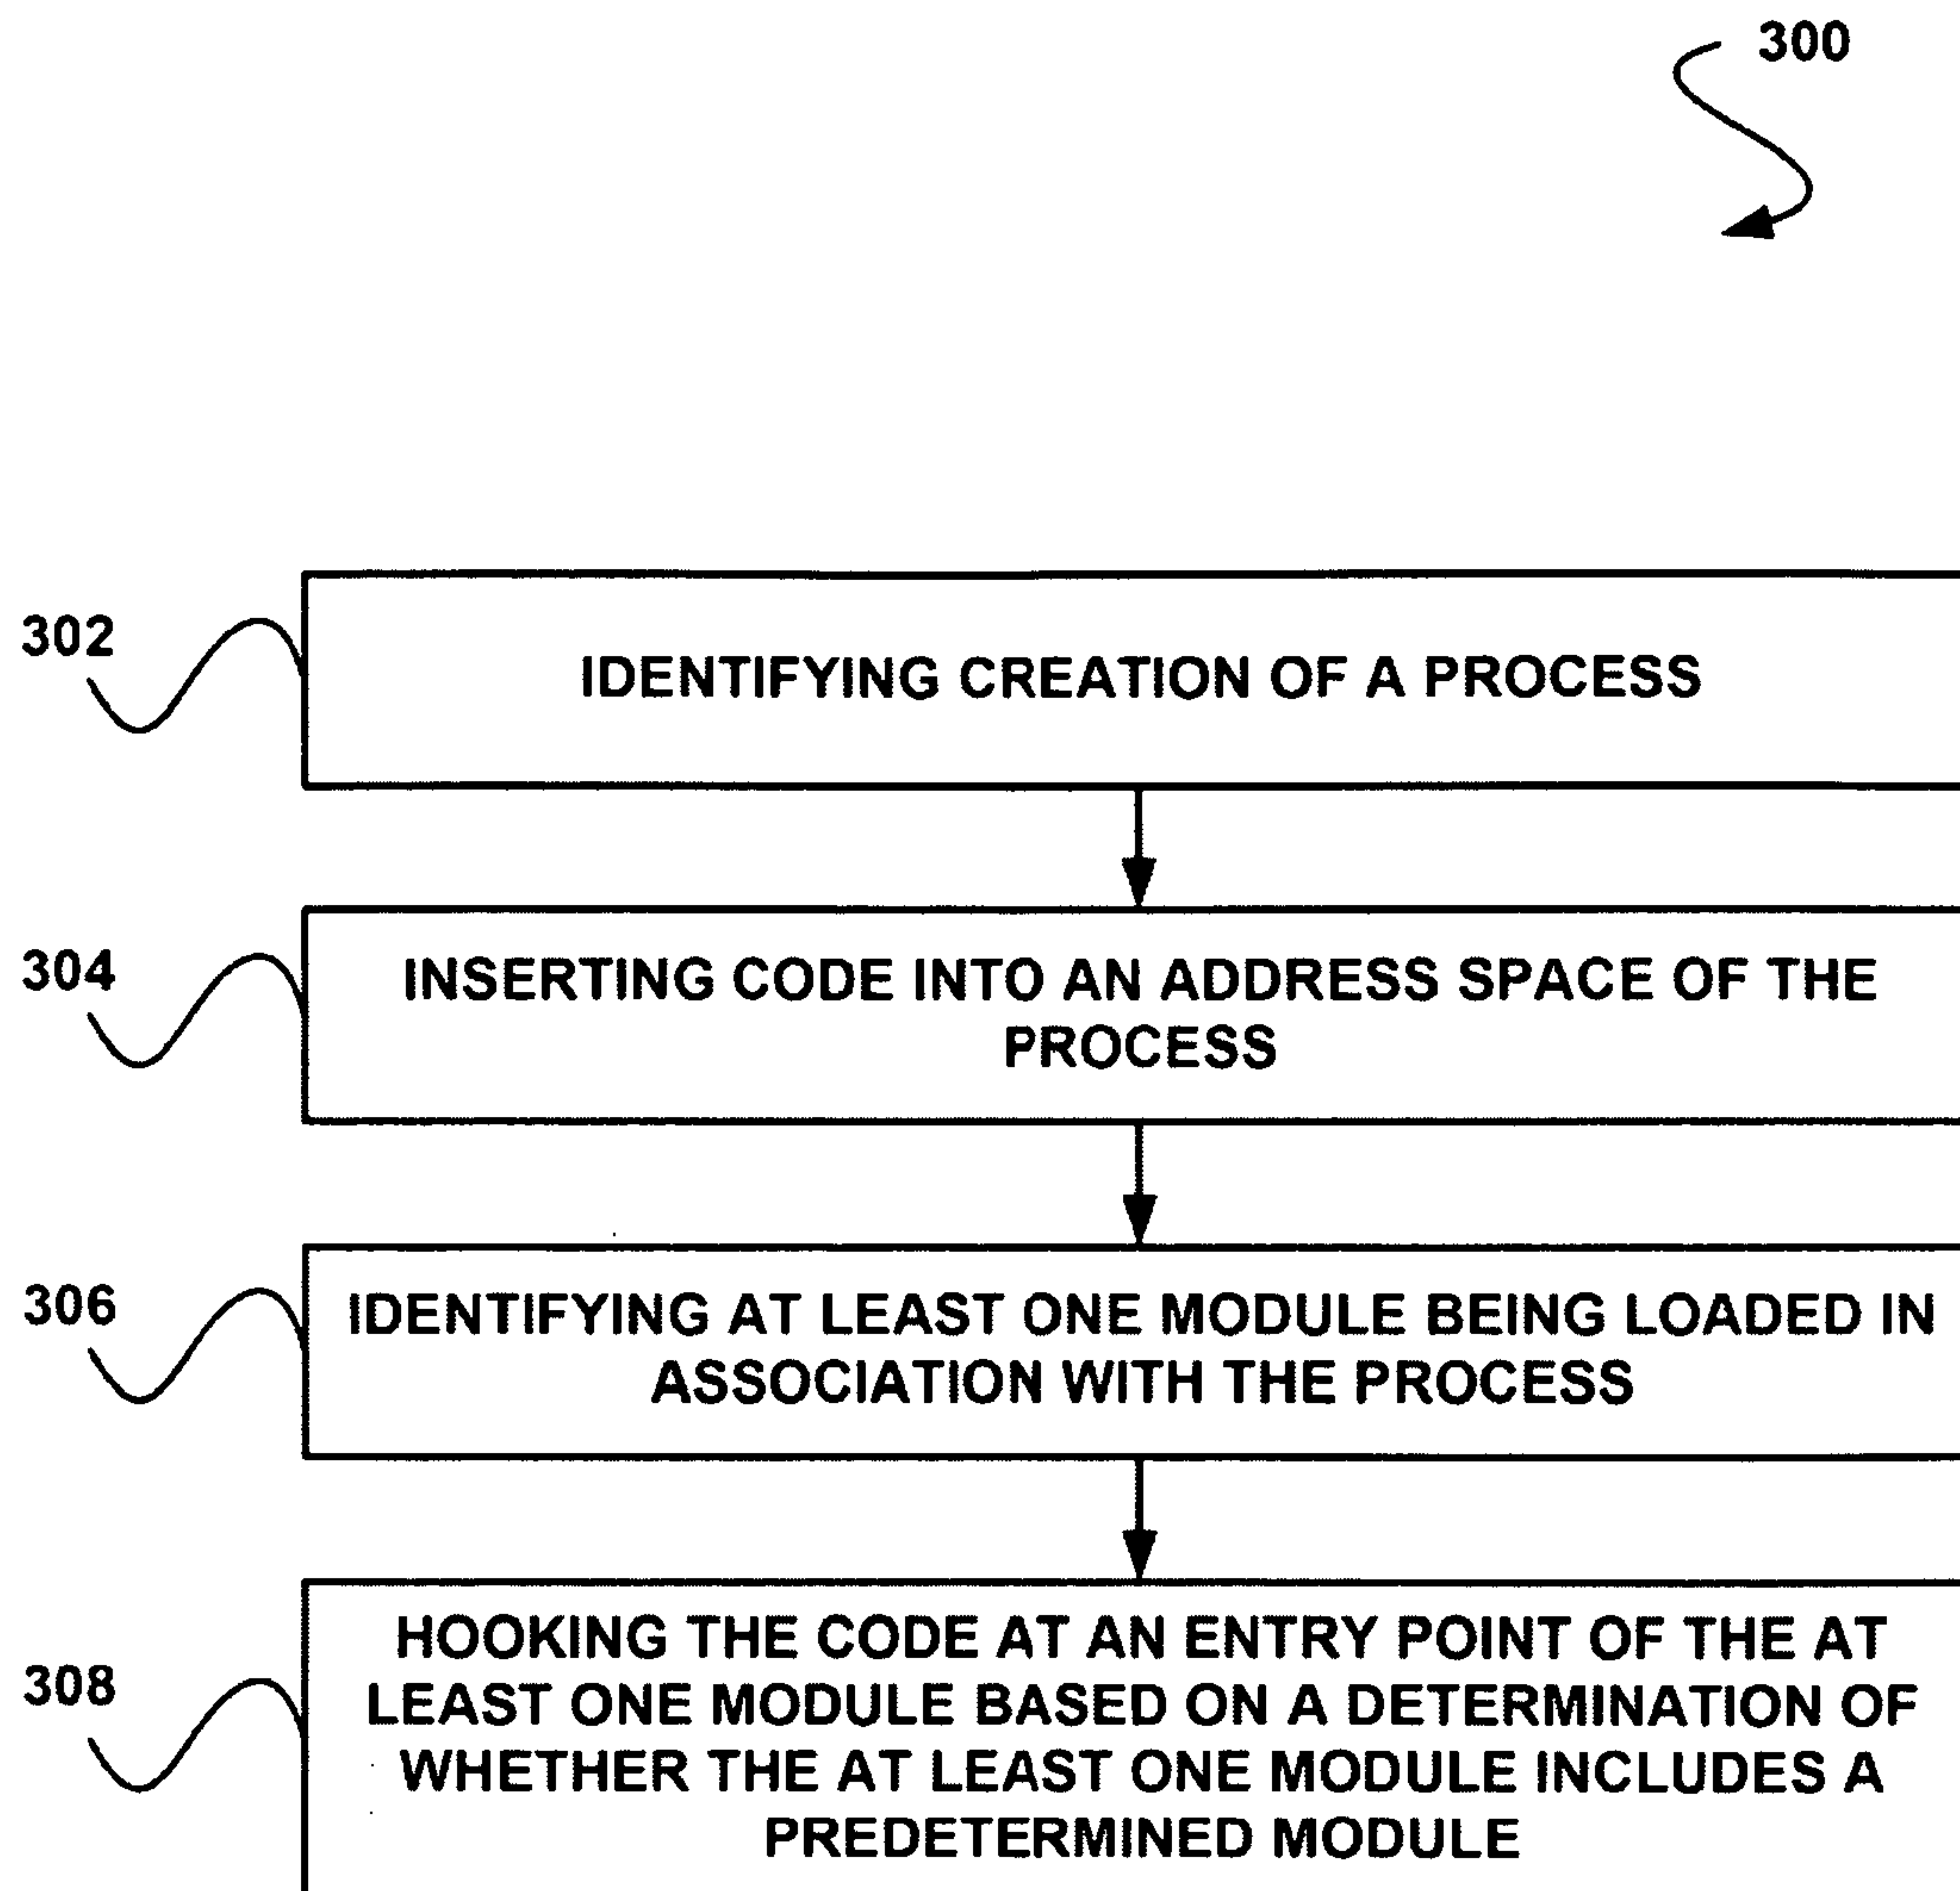 300
302
IDENTIFYING CREATION OF A PROCESS
304
INSERTING CODE INTO AN ADDRESS SPACE OF THE
PROCESS
306
IDENTIFYING AT LEAST ONE MODULE BEING LOADED IN
ASSOCIATION WITH THE PROCESS
308
HOOKING THE CODE AT AN ENTRY POINT OF THE AT
LEAST ONE MODULE BASED ON A DETERMINATION OF
WHETHER THE AT LEAST ONE MODULE INCLUDES A
PREDETERMINED MODULE